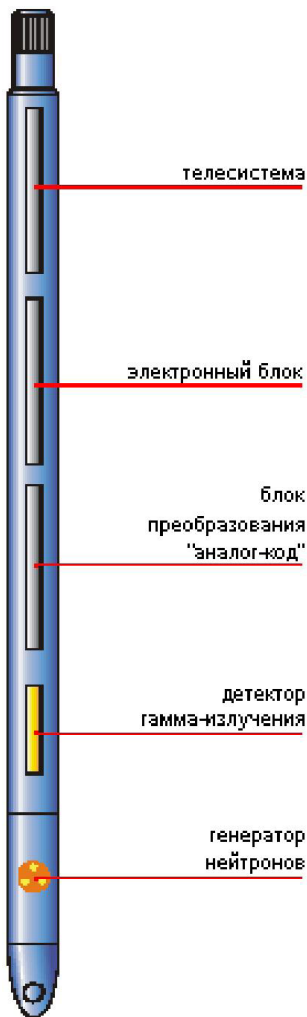 телесистема
электронный блок
блок
преобразования
"аналог-код"
детектор
гамма-излучения
генератор
нейтронов